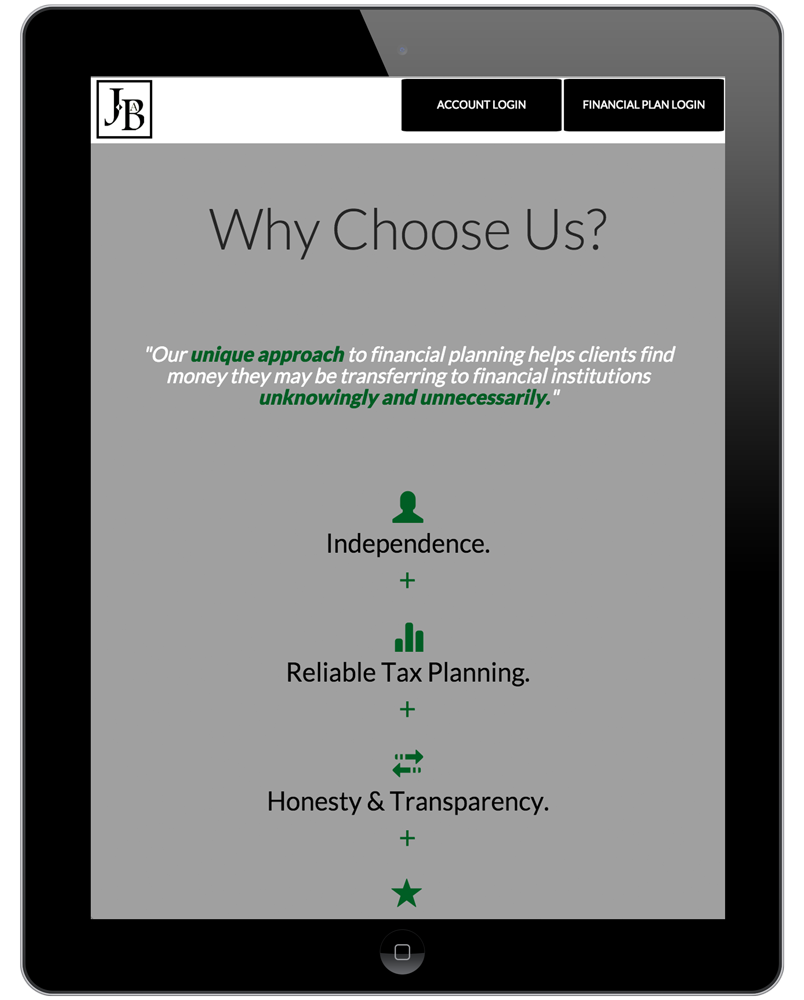 JAB
ACCOUNT LOGIN
FINANCIAL PLAN LOGIN
Why Choose Us?
"Our unique approach to financial planning helps clients find
money they may be transferring to financial institutions
unknowingly and unnecessarily."
Independence.
+
Reliable Tax Planning.
+
Honesty & Transparency.
+